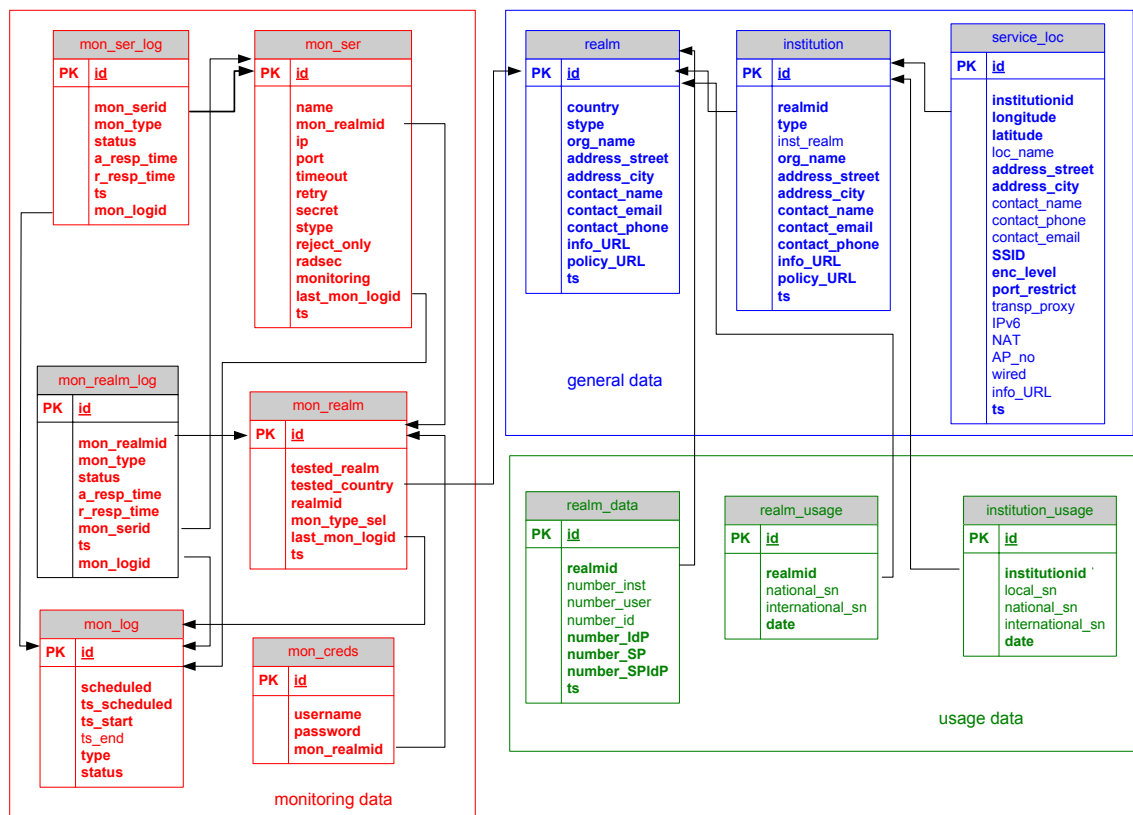 mon_ser_log
PK id
mon_serid
mon_type
status
a_resp_time
r_resp_time
ts
mon_logid
mon_ser
PK id
name
mon_realmid
ip
port
timeout
retry
secret
stype
reject_only
radsec
monitoring
last_mon_logid
ts
mon_realm_log
PK id
mon_realmid
mon_type
status
a_resp_time
r_resp_time
mon_serid
ts
mon_logid
mon_realm
PK id
tested_realm
tested_country
realmid
mon_type_sel
last_mon_logid
ts
mon_log
PK id
scheduled
ts_scheduled
ts_start
ts_end
type
status
mon_creds
PK id
username
password
mon_realmid
monitoring data
realm
PK id
country
stype
org_name
address_street
address_city
contact_name
contact_email
contact_phone
info_URL
policy_URL
ts
institution
PK id
realmid
type
inst_realm
org_name
address_street
address_city
contact_name
contact_email
contact_phone
info_URL
policy_URL
ts
service_loc
PK id
institutionid
longitude
latitude
loc_name
address_street
address_city
contact_name
contact_phone
contact_email
SSID
enc_level
port_restrict
transp_proxy
IPv6
NAT
AP_no
wired
info_URL
ts
general data
realm_data
PK id
realmid
number_inst
number_user
number_id
number_IdP
number_SP
number_SPIdP
ts
realm_usage
PK id
realmid
national_sn
international_sn
date
institution_usage
PK id
institutionid
local_sn
national_sn
international_sn
date
usage data